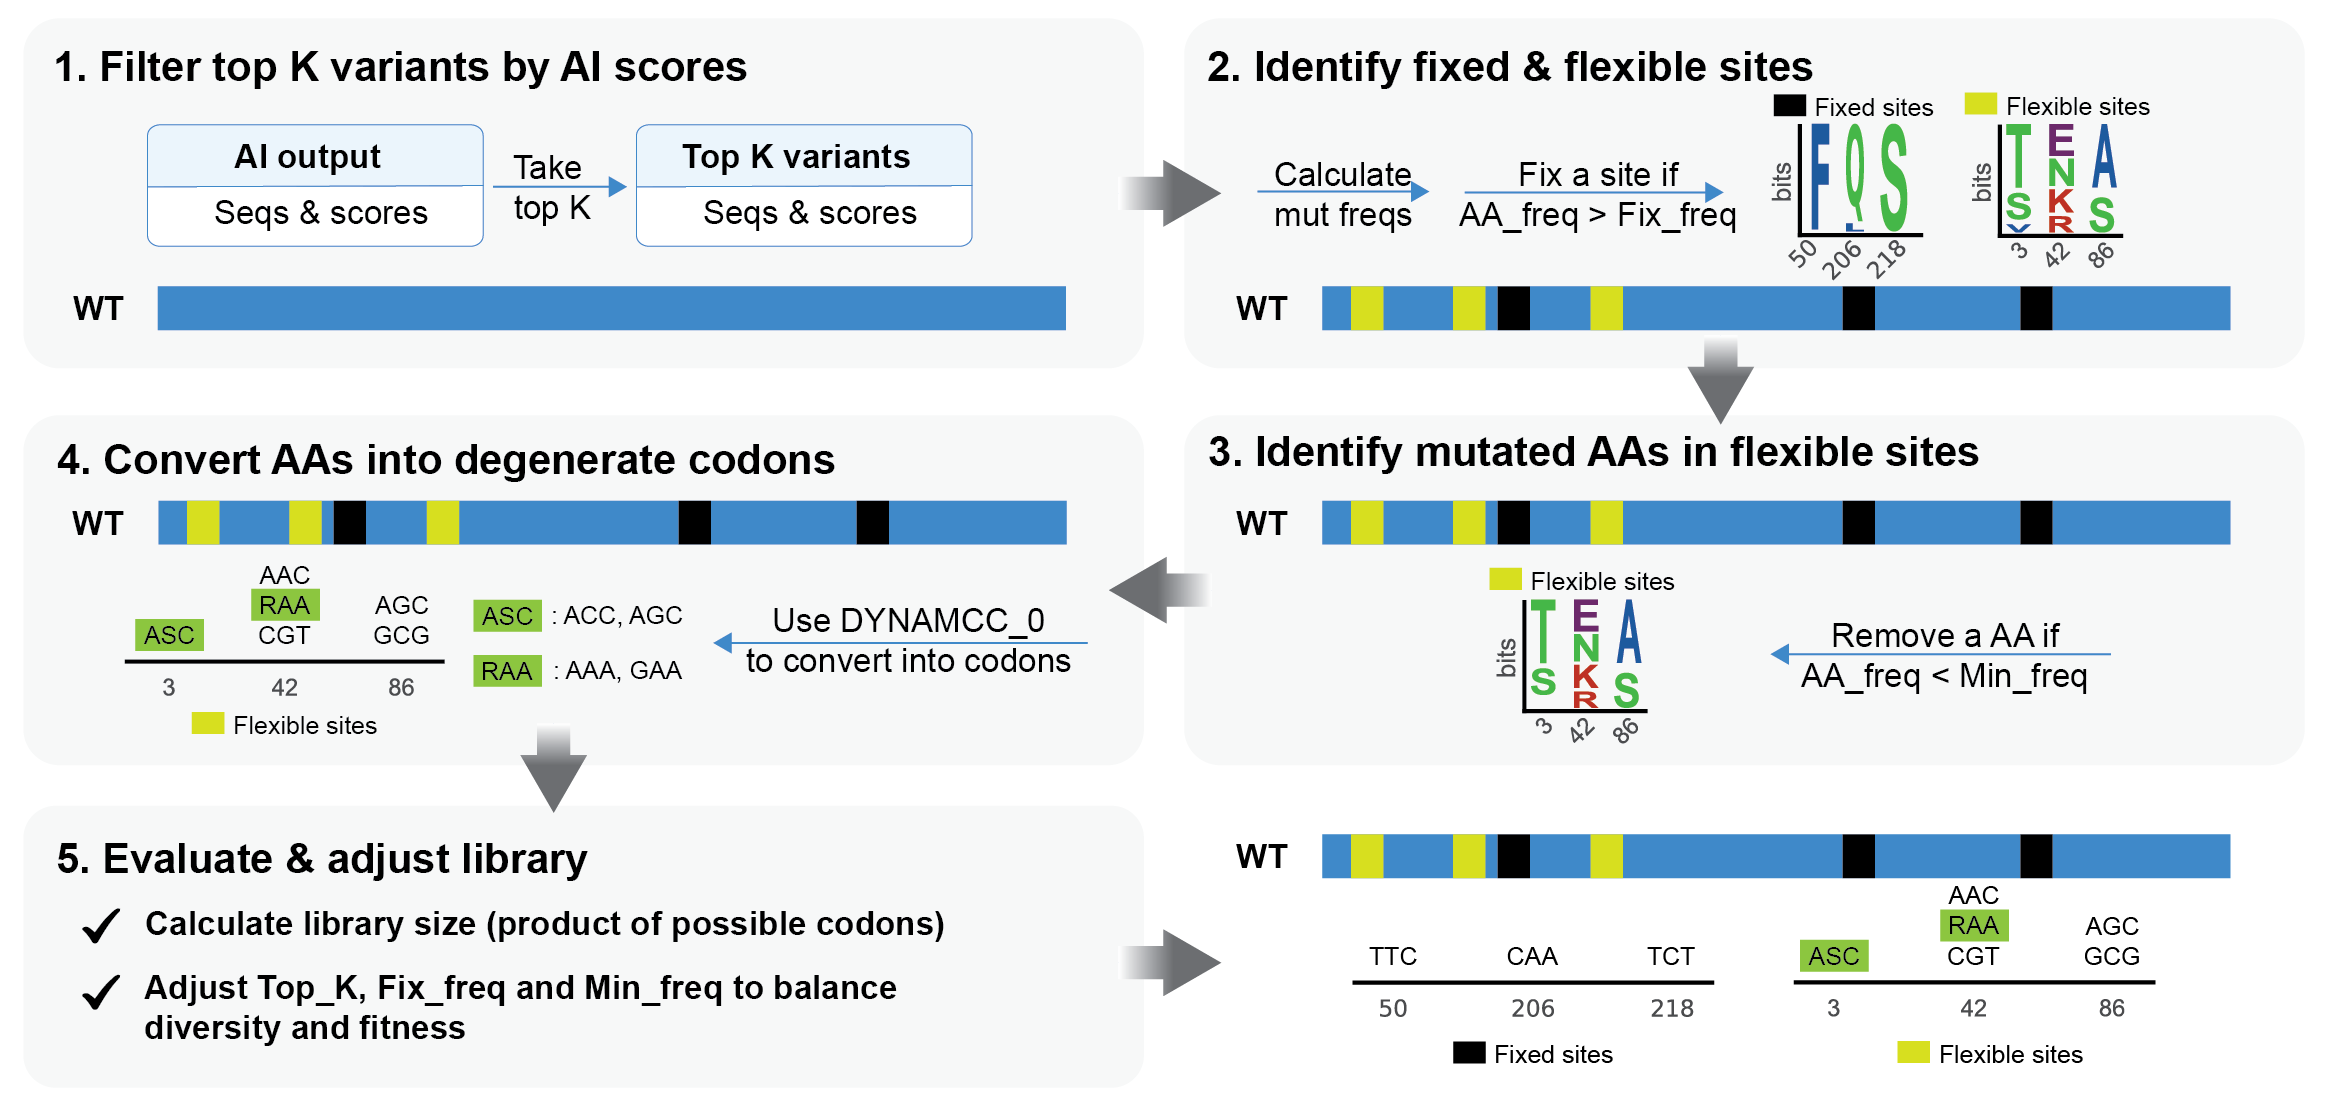 1. Filter top K variants by AI scores
AI output
Seqs & scores
Take
top K
Top K variants
Seqs & scores
WT
2. Identify fixed & flexible sites
Calculate
mut freqs
Fix a site if
AA_freq > Fix_freq
Fixed sites
bits
F Q S
L
50 206 218
Flexible sites
bits
T E A
N
S K S
V R
3 42 86
WT
3. Identify mutated AAs in flexible sites
WT
Flexible sites
bits
T E A
N
S K S
R
3 42 86
Remove a AA if
AA_freq < Min_freq
4. Convert AAs into degenerate codons
WT
AAC
RAA AGC
ASC CGT GCG
3 42 86
Flexible sites
ASC : ACC, AGC
RAA : AAA, GAA
Use DYNAMCC_0
to convert into codons
5. Evaluate & adjust library
✓ Calculate library size (product of possible codons)
✓ Adjust Top_K, Fix_freq and Min_freq to balance
diversity and fitness
WT
TTC CAA TCT
50 206 218
Fixed sites
AAC
RAA AGC
ASC CGT GCG
3 42 86
Flexible sites